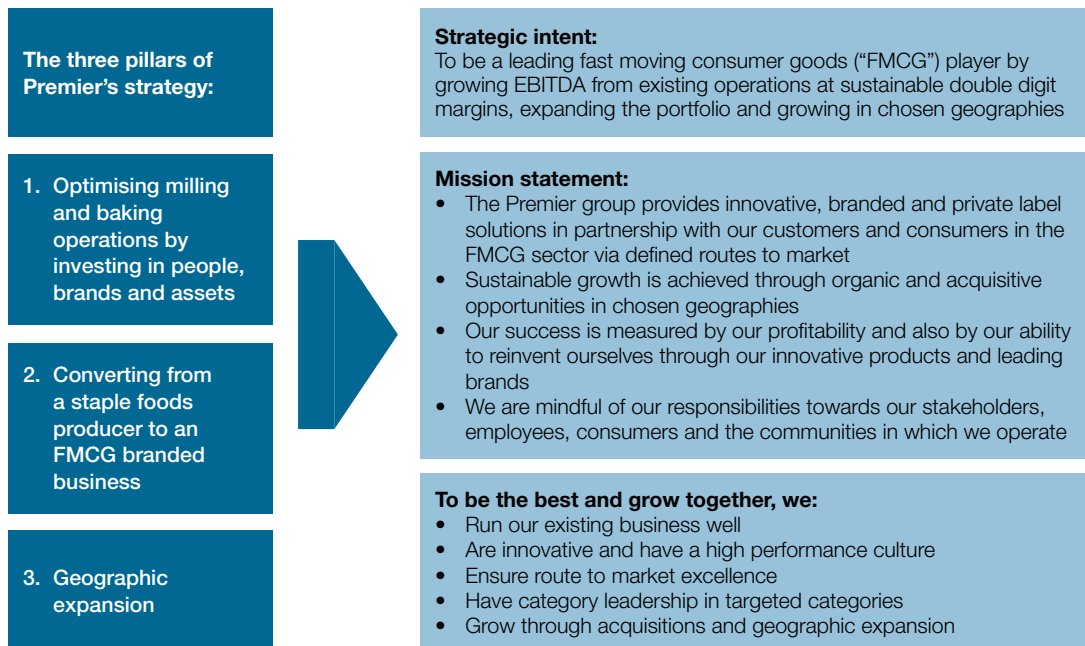 The three pillars of
Premier’s strategy:
1. Optimising milling
and baking
operations by
investing in people,
brands and assets
2. Converting from
a staple foods
producer to an
FMCG branded
business
3. Geographic
expansion
Strategic intent:
To be a leading fast moving consumer goods (“FMCG”) player by
growing EBITDA from existing operations at sustainable double digit
margins, expanding the portfolio and growing in chosen geographies
Mission statement:
• The Premier group provides innovative, branded and private label
solutions in partnership with our customers and consumers in the
FMCG sector via defined routes to market
• Sustainable growth is achieved through organic and acquisitive
opportunities in chosen geographies
• Our success is measured by our profitability and also by our ability
to reinvent ourselves through our innovative products and leading
brands
• We are mindful of our responsibilities towards our stakeholders,
employees, consumers and the communities in which we operate
To be the best and grow together, we:
• Run our existing business well
• Are innovative and have a high performance culture
• Ensure route to market excellence
• Have category leadership in targeted categories
• Grow through acquisitions and geographic expansion